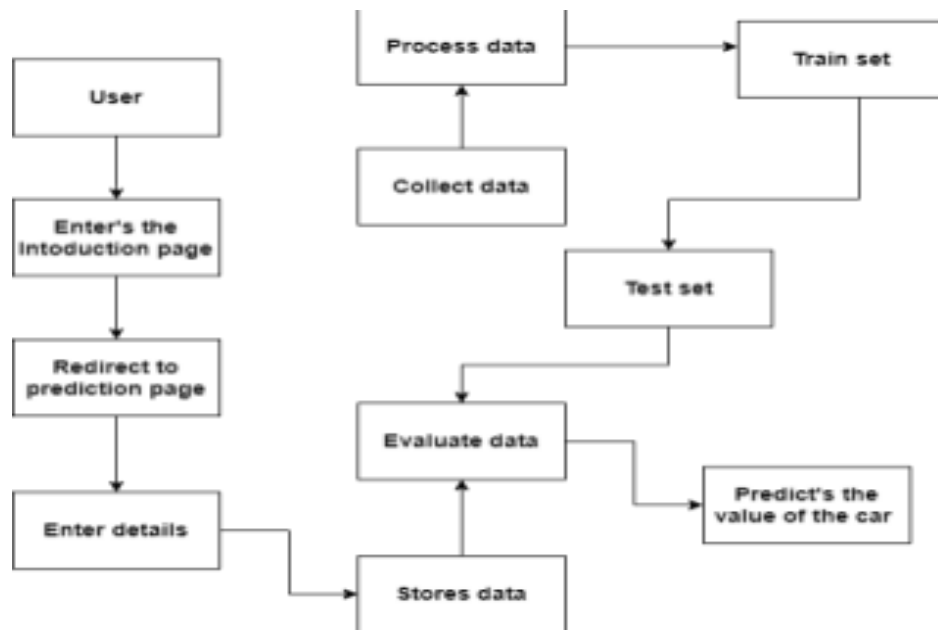 User
Enter's the
Intoduction page
Redirect to
prediction page
Enter details
Process data
Collect data
Train set
Test set
Evaluate data
Stores data
Predict's the
value of the car